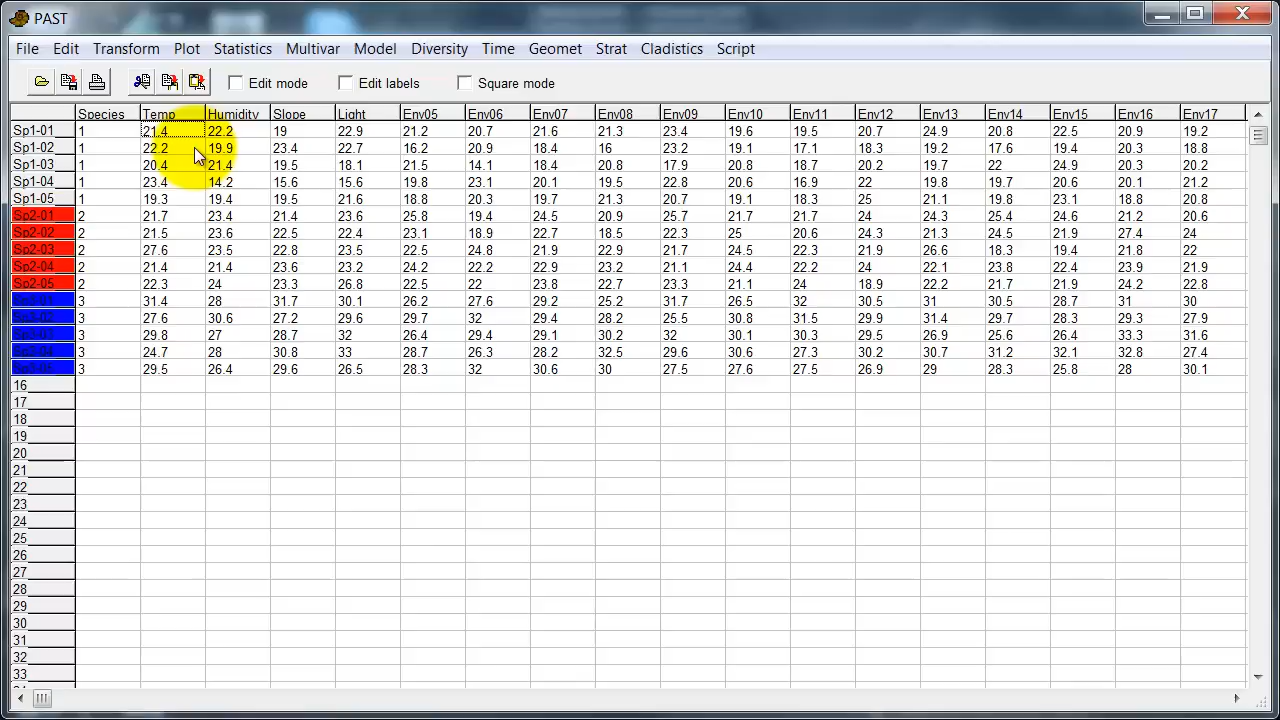 PAST
File Edit Transform Plot Statistics Multivar Model Diversity Time Geomet Strat Cladistics Script
Edit mode Edit labels Square mode
Species Temp Humidity Slope Light Env05 Env06 Env07 Env08 Env09 Env10 Env11 Env12 Env13 Env14 Env15 Env16 Env17
Sp1-01 1 21.4 22.2 19 22.9 21.2 20.7 21.6 21.3 23.4 19.6 19.5 20.7 24.9 20.8 22.5 20.9 19.2
Sp1-02 1 22.2 19.9 23.4 22.7 16.2 20.9 18.4 16 23.2 19.1 17.1 18.3 19.2 17.6 19.4 20.3 18.8
Sp1-03 1 20.4 21.4 19.5 18.1 21.5 14.1 18.4 20.8 17.9 20.8 18.7 20.2 19.7 22 24.9 20.3 20.2
Sp1-04 1 23.4 14.2 15.6 15.6 19.8 23.1 20.1 19.5 22.8 20.6 16.9 22 19.8 19.7 20.6 20.1 21.2
Sp1-05 1 19.3 19.4 19.5 21.6 18.8 20.3 19.7 21.3 20.7 19.1 18.3 25 21.1 19.8 23.1 18.8 20.8
Sp2-01 2 21.7 23.4 21.4 23.6 25.8 19.4 24.5 20.9 25.7 21.7 21.7 24 24.3 25.4 24.6 21.2 20.6
Sp2-02 2 21.5 23.6 22.5 22.4 23.1 18.9 22.7 18.5 22.3 25 20.6 24.3 21.3 24.5 21.9 27.4 24
Sp2-03 2 27.6 23.5 22.8 23.5 22.5 24.8 21.9 22.9 21.7 24.5 22.3 21.9 26.6 18.3 19.4 21.8 22
Sp2-04 2 21.4 21.4 23.6 23.2 24.2 22.2 22.9 23.2 21.1 24.4 22.2 24 22.1 23.8 22.4 23.9 21.9
Sp2-05 2 22.3 24 23.3 26.8 22.5 22 23.8 22.7 23.3 21.1 24 18.9 22.2 21.7 21.9 24.2 22.8
Sp3-01 3 31.4 28 31.7 30.1 26.2 27.6 29.2 25.2 31.7 26.5 32 30.5 31 30.5 28.7 31 30
Sp3-02 3 27.6 30.6 27.2 29.6 29.7 32 29.4 28.2 25.5 28 31.5 29.9 31.4 29.7 28.3 29.3 27.9
Sp3-03 3 29.8 27 28.7 32 26.4 29.4 29.1 30.2 32 30.1 30.3 29.5 26.9 25.6 26.4 33.3 31.6
Sp3-04 3 24.7 28 30.8 33 28.7 26.3 28.2 32.5 29.6 30.6 27.3 30.2 30.7 31.2 32.1 32.8 27.4
Sp3-05 3 29.5 26.4 29.6 26.5 28.3 32 30.6 30 27.5 27.6 27.5 26.9 29 28.3 25.8 28 30.1
16
17
18
19
20
21
22
23
24
25
26
27
28
29
30
31
32
33